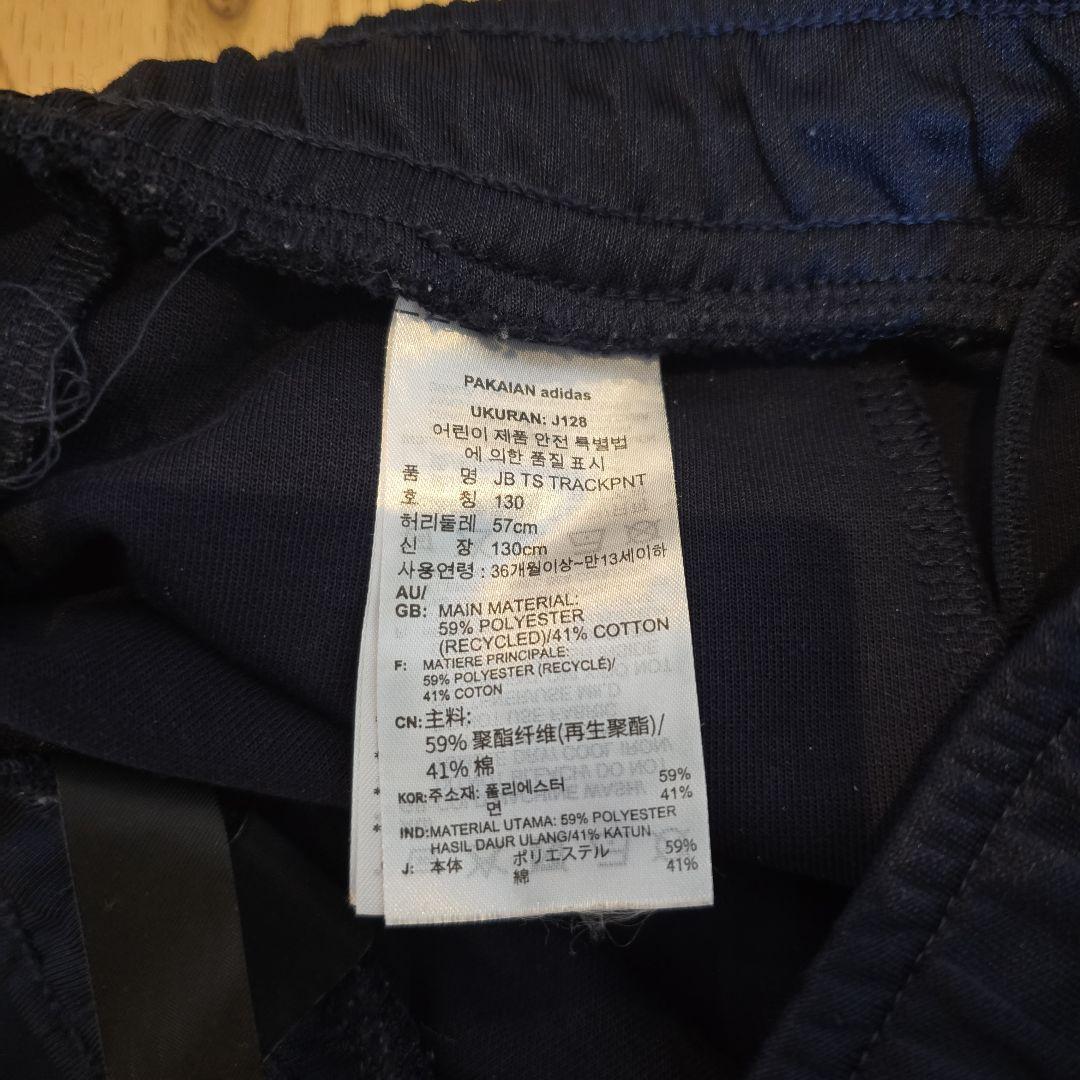 PAKAIAN adidas
UKURAN: J128
어린이 제품 안전 특별법
에 의한 품질 표시
품 명 JB TS TRACKPNT
호 칭 130
허리둘레 57cm
신 장 130cm
사용연령 : 36개월이상~만13세이하
AU/
GB: MAIN MATERIAL:
59% POLYESTER
(RECYCLED)/41% COTTON
F: MATIERE PRINCIPALE:
59% POLYESTER (RECYCLÉ)/
41% COTON
CN:主料:
59% 聚酯纤维(再生聚酯)/
41% 棉
KOR:주소재: 폴리에스터 59%
면 41%
IND:MATERIAL UTAMA: 59% POLYESTER
HASIL DAUR ULANG/41% KATUN
J: 本体 ポリエステル 59%
綿 41%